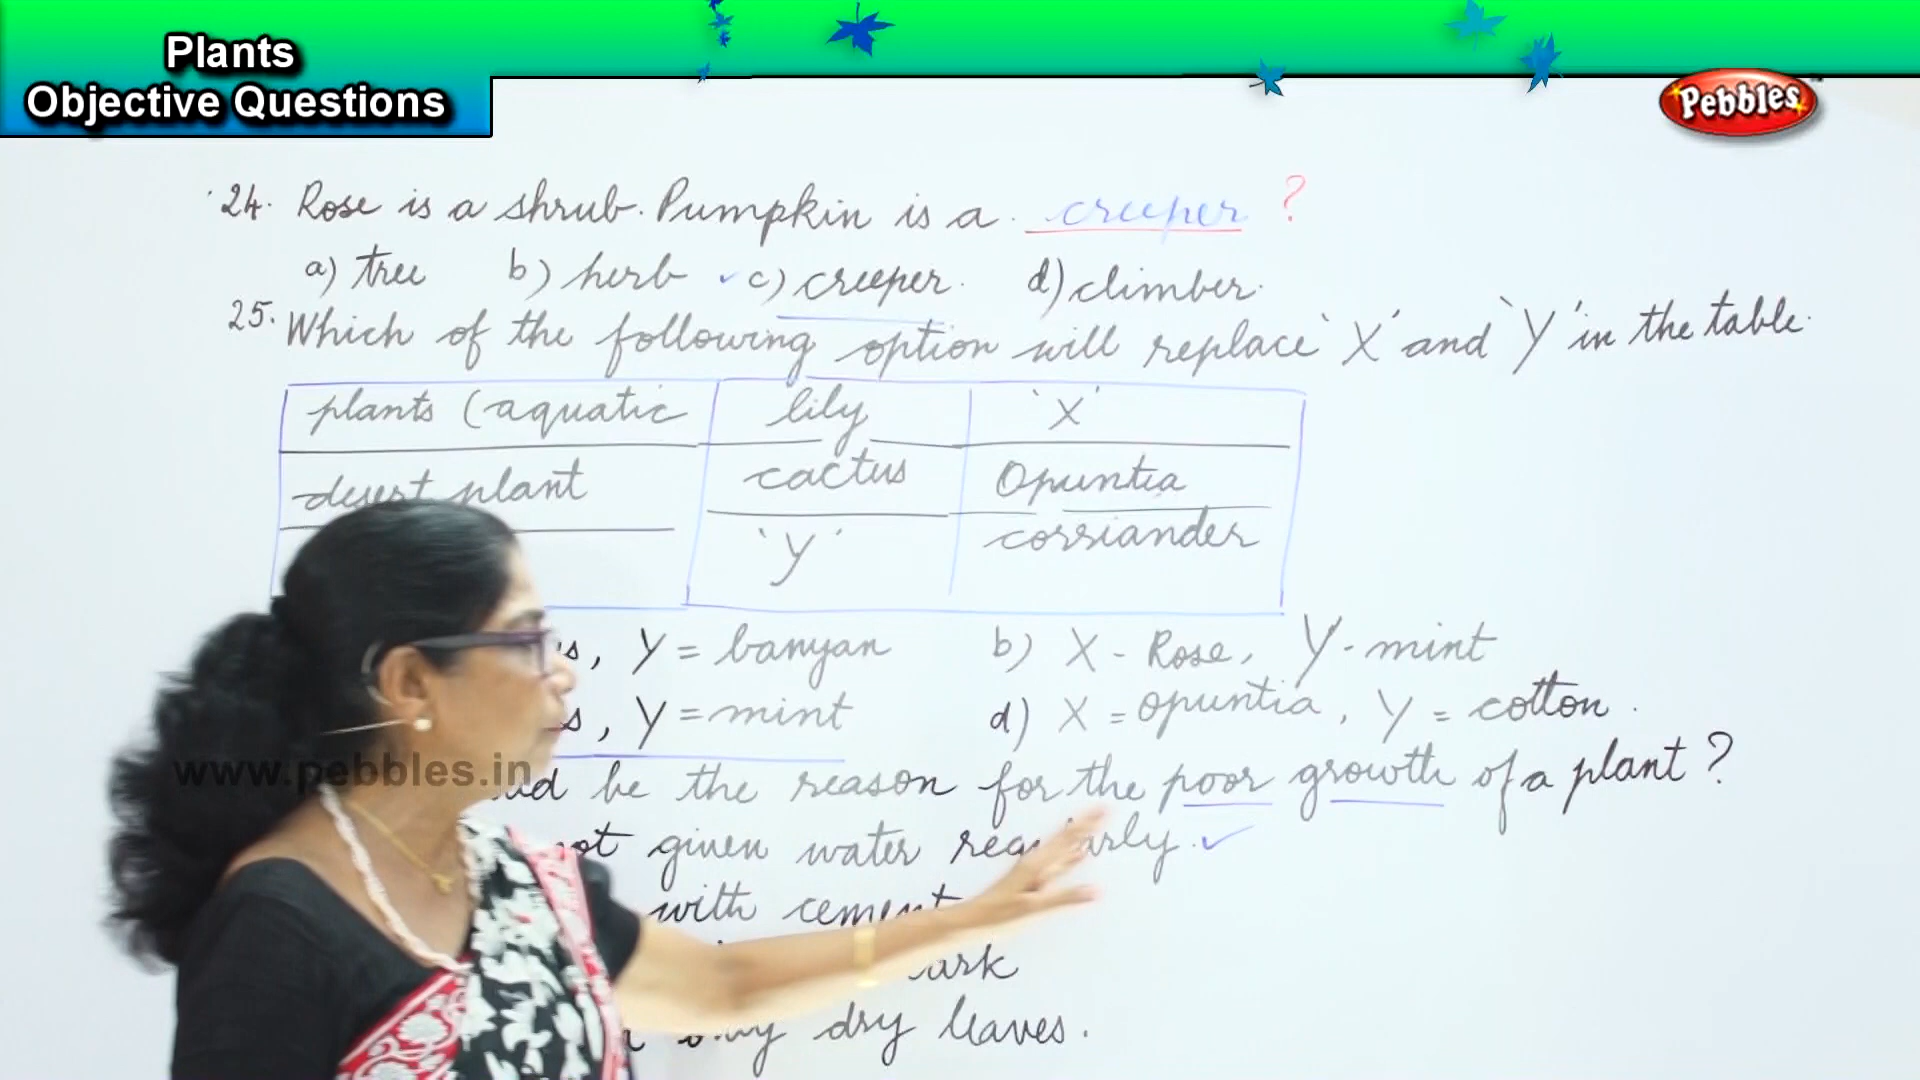 Plants
Objective Questions
Pebbles
24. Rose is a shrub. Pumpkin is a creeper ?
a) tree b) herb ✓ c) creeper. d) climber.
25. Which of the following option will replace 'X' and 'Y' in the table.
plants (aquatic lily 'X'
desert plant cactus Opuntia
'Y' corriander
, Y = banyan b) X - Rose, Y - mint
, Y = mint d) X = opuntia, Y = cotton.
www.pebbles.in
be the reason for the poor growth of a plant ?
given water regularly. ✓
with cement
dry leaves.